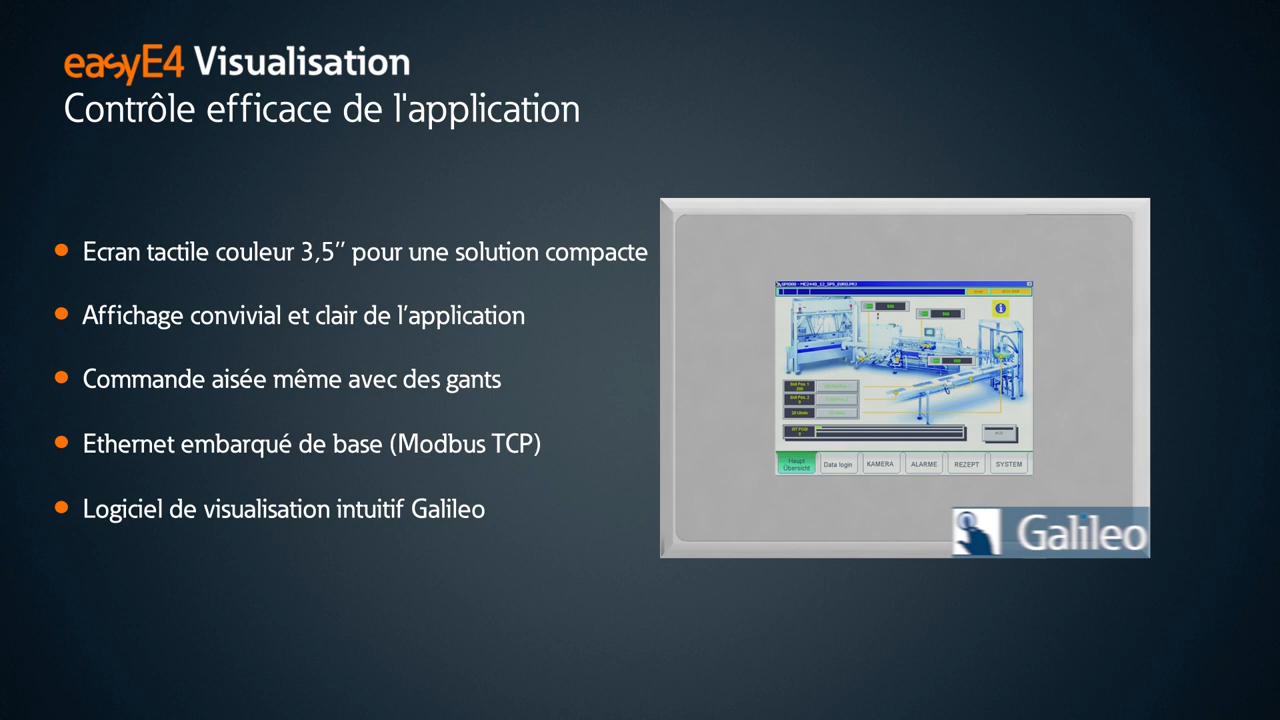 easyE4 Visualisation
Contrôle efficace de l'application
Ecran tactile couleur 3,5’’ pour une solution compacte
Affichage convivial et clair de l’application
Commande aisée même avec des gants
Ethernet embarqué de base (Modbus TCP)
Logiciel de visualisation intuitif Galileo
Haupt Übersicht
Data login
KAMERA
ALARME
REZEPT
SYSTEM
Galileo